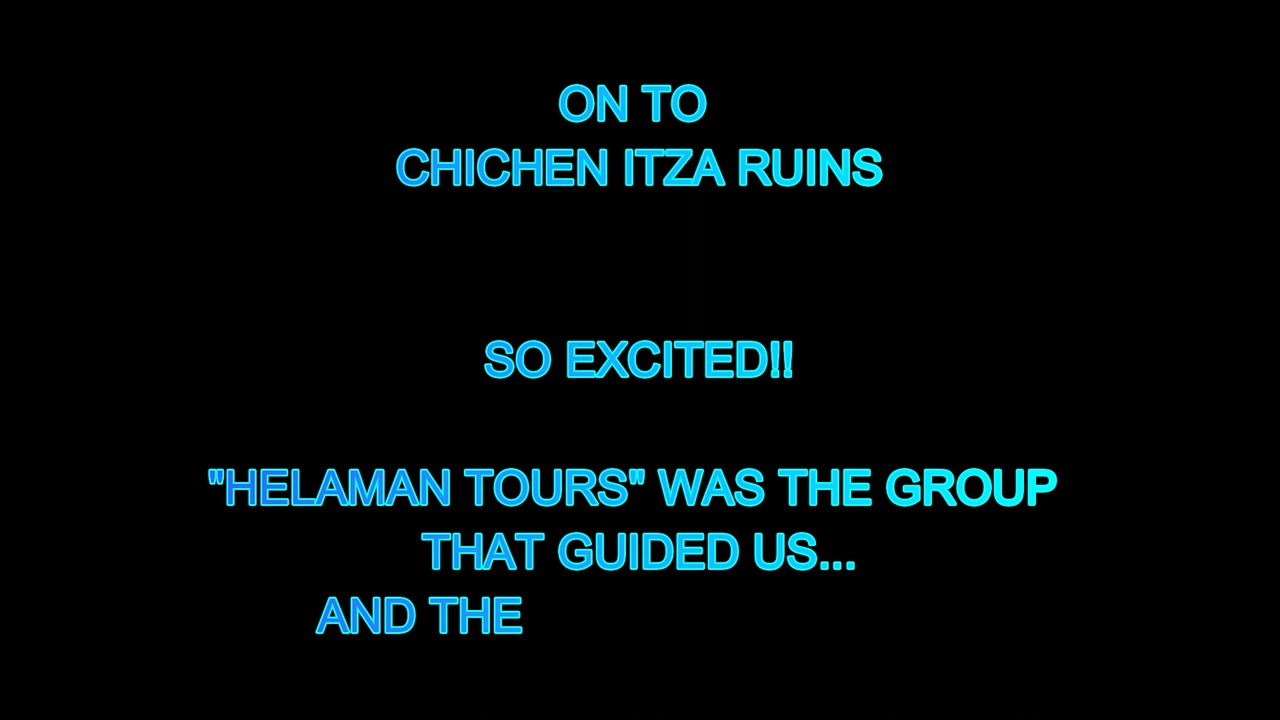 ON TO
CHICHEN ITZA RUINS
SO EXCITED!!
"HELAMAN TOURS" WAS THE GROUP
THAT GUIDED US...
AND THE